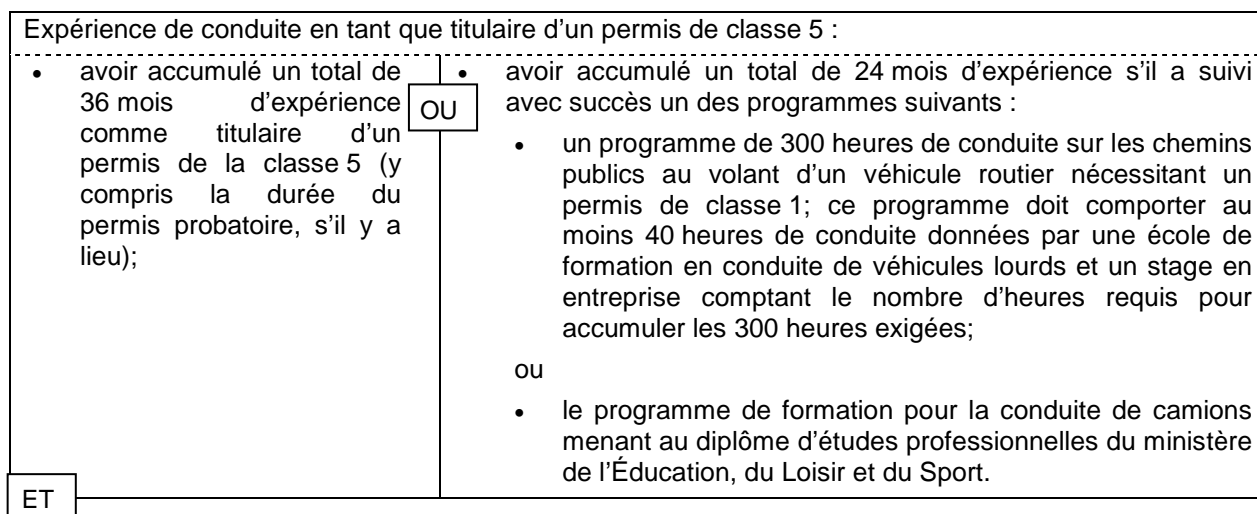 Expérience de conduite en tant que titulaire d’un permis de classe 5 :
• avoir accumulé un total de
36 mois d’expérience
comme titulaire d’un
permis de la classe 5 (y
compris la durée du
permis probatoire, s’il y a
lieu);
OU
• avoir accumulé un total de 24 mois d’expérience s’il a suivi
avec succès un des programmes suivants :
• un programme de 300 heures de conduite sur les chemins
publics au volant d’un véhicule routier nécessitant un
permis de classe 1; ce programme doit comporter au
moins 40 heures de conduite données par une école de
formation en conduite de véhicules lourds et un stage en
entreprise comptant le nombre d’heures requis pour
accumuler les 300 heures exigées;
ou
• le programme de formation pour la conduite de camions
menant au diplôme d’études professionnelles du ministère
de l’Éducation, du Loisir et du Sport.
ET